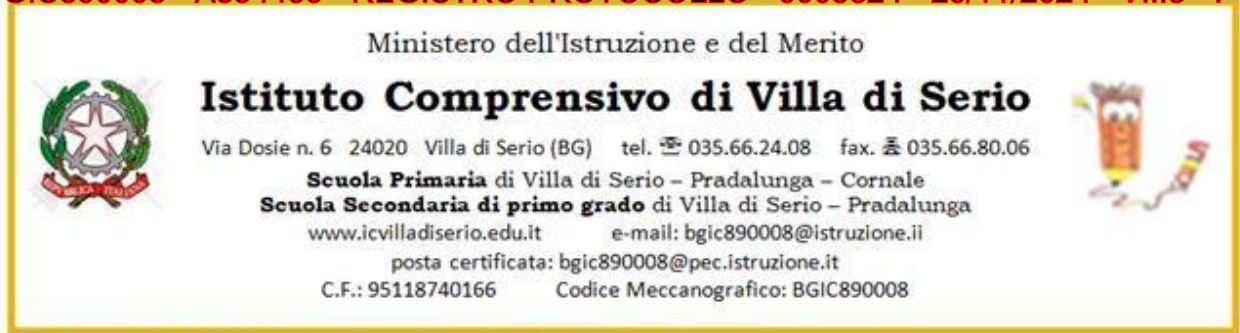 Ministero dell'Istruzione e del Merito
Istituto Comprensivo di Villa di Serio
Via Dosie n. 6 24020 Villa di Serio (BG) tel. ☏ 035.66.24.08 fax. 035.66.80.06
Scuola Primaria di Villa di Serio – Pradalunga – Cornale
Scuola Secondaria di primo grado di Villa di Serio – Pradalunga
www.icvilladiserio.edu.it e-mail: bgic890008@istruzione.ii
posta certificata: bgic890008@pec.istruzione.it
C.F.: 95118740166 Codice Meccanografico: BGIC890008
REPVBBLICA ITALIANA